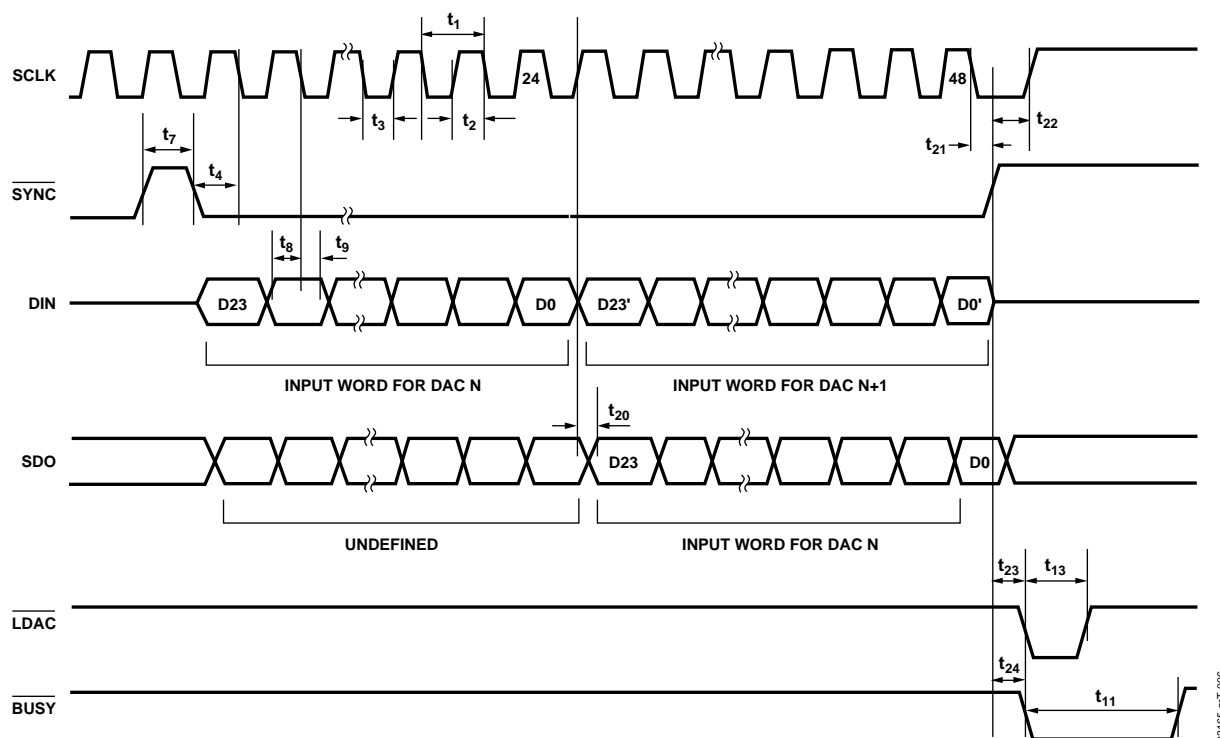 t1
SCLK
24
48
t3
t2
t22
t7
t21
t4
SYNC
t8
t9
DIN
D23
D0
D23'
D0'
INPUT WORD FOR DAC N
INPUT WORD FOR DAC N+1
t20
SDO
D23
D0
UNDEFINED
INPUT WORD FOR DAC N
t23
t13
LDAC
t24
t11
BUSY